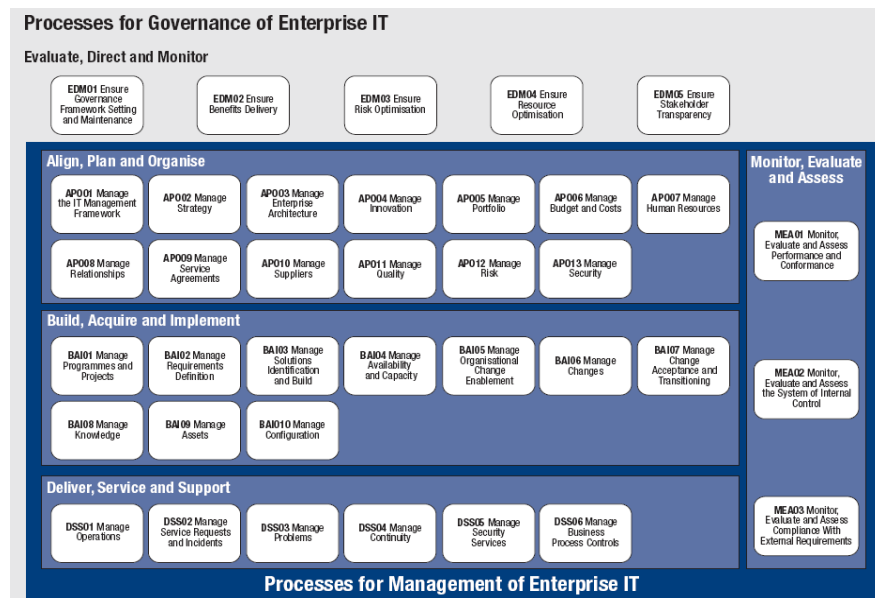 Processes for Governance of Enterprise IT
Evaluate, Direct and Monitor
EDM01 Ensure
Governance
Framework Setting
and Maintenance
EDM02 Ensure
Benefits Delivery
EDM03 Ensure
Risk Optimisation
EDM04 Ensure
Resource
Optimisation
EDM05 Ensure
Stakeholder
Transparency
Align, Plan and Organise
APO01 Manage
the IT Management
Framework
APO02 Manage
Strategy
APO03 Manage
Enterprise
Architecture
APO04 Manage
Innovation
APO05 Manage
Portfolio
APO06 Manage
Budget and Costs
APO07 Manage
Human Resources
APO08 Manage
Relationships
APO09 Manage
Service
Agreements
APO10 Manage
Suppliers
APO11 Manage
Quality
APO12 Manage
Risk
APO13 Manage
Security
Build, Acquire and Implement
BAI01 Manage
Programmes and
Projects
BAI02 Manage
Requirements
Definition
BAI03 Manage
Solutions
Identification
and Build
BAI04 Manage
Availability
and Capacity
BAI05 Manage
Organisational
Change
Enablement
BAI06 Manage
Changes
BAI07 Manage
Change
Acceptance and
Transitioning
BAI08 Manage
Knowledge
BAI09 Manage
Assets
BAI010 Manage
Configuration
Deliver, Service and Support
DSS01 Manage
Operations
DSS02 Manage
Service Requests
and Incidents
DSS03 Manage
Problems
DSS04 Manage
Continuity
DSS05 Manage
Security
Services
DSS06 Manage
Business
Process Controls
Monitor, Evaluate
and Assess
MEA01 Monitor,
Evaluate and Assess
Performance and
Conformance
MEA02 Monitor,
Evaluate and Assess
the System of Internal
Control
MEA03 Monitor,
Evaluate and Assess
Compliance With
External Requirements
Processes for Management of Enterprise IT